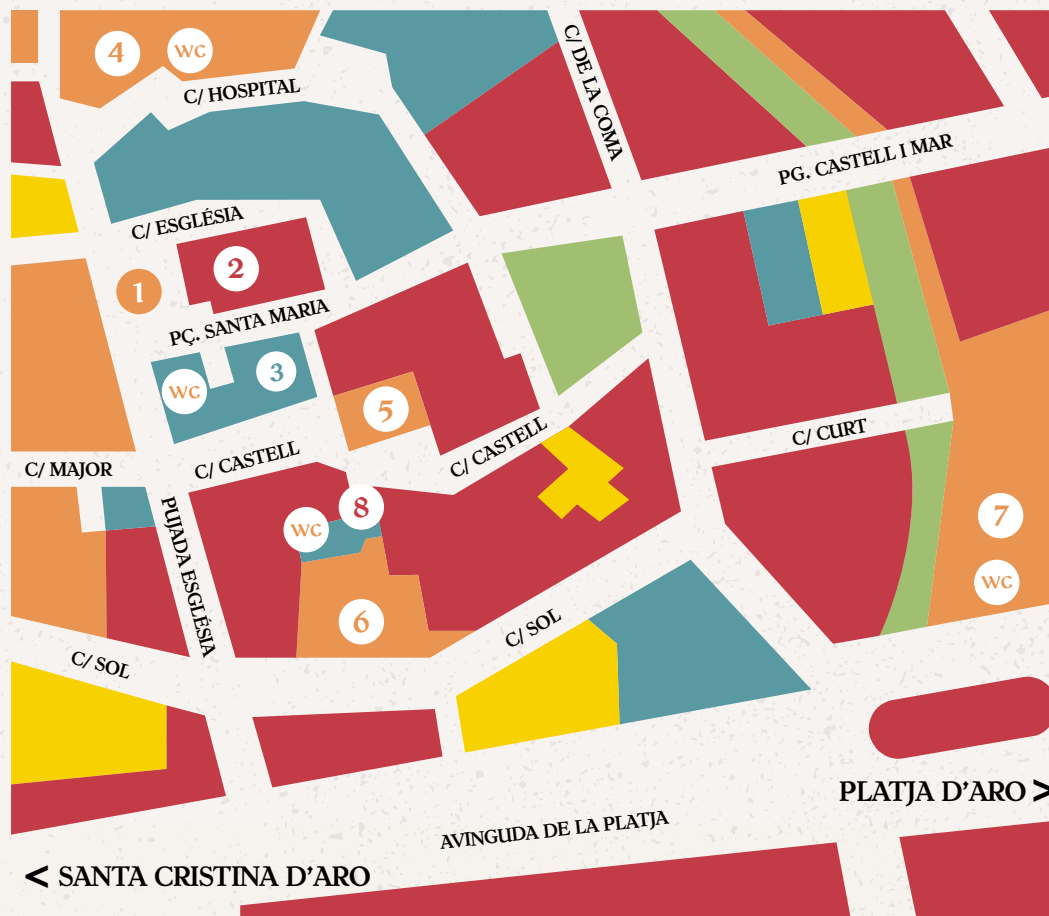 4
WC
C/ HOSPITAL
C/ DE LA COMA
PG. CASTELL I MAR
C/ ESGLÉSIA
1
2
PÇ. SANTA MARIA
WC
3
5
C/ CASTELL
C/ CASTELL
C/ CURT
C/ MAJOR
PUJADA ESGLÉSIA
8
WC
7
WC
6
C/ SOL
C/ SOL
PLATJA D'ARO >
AVINGUDA DE LA PLATJA
< SANTA CRISTINA D'ARO